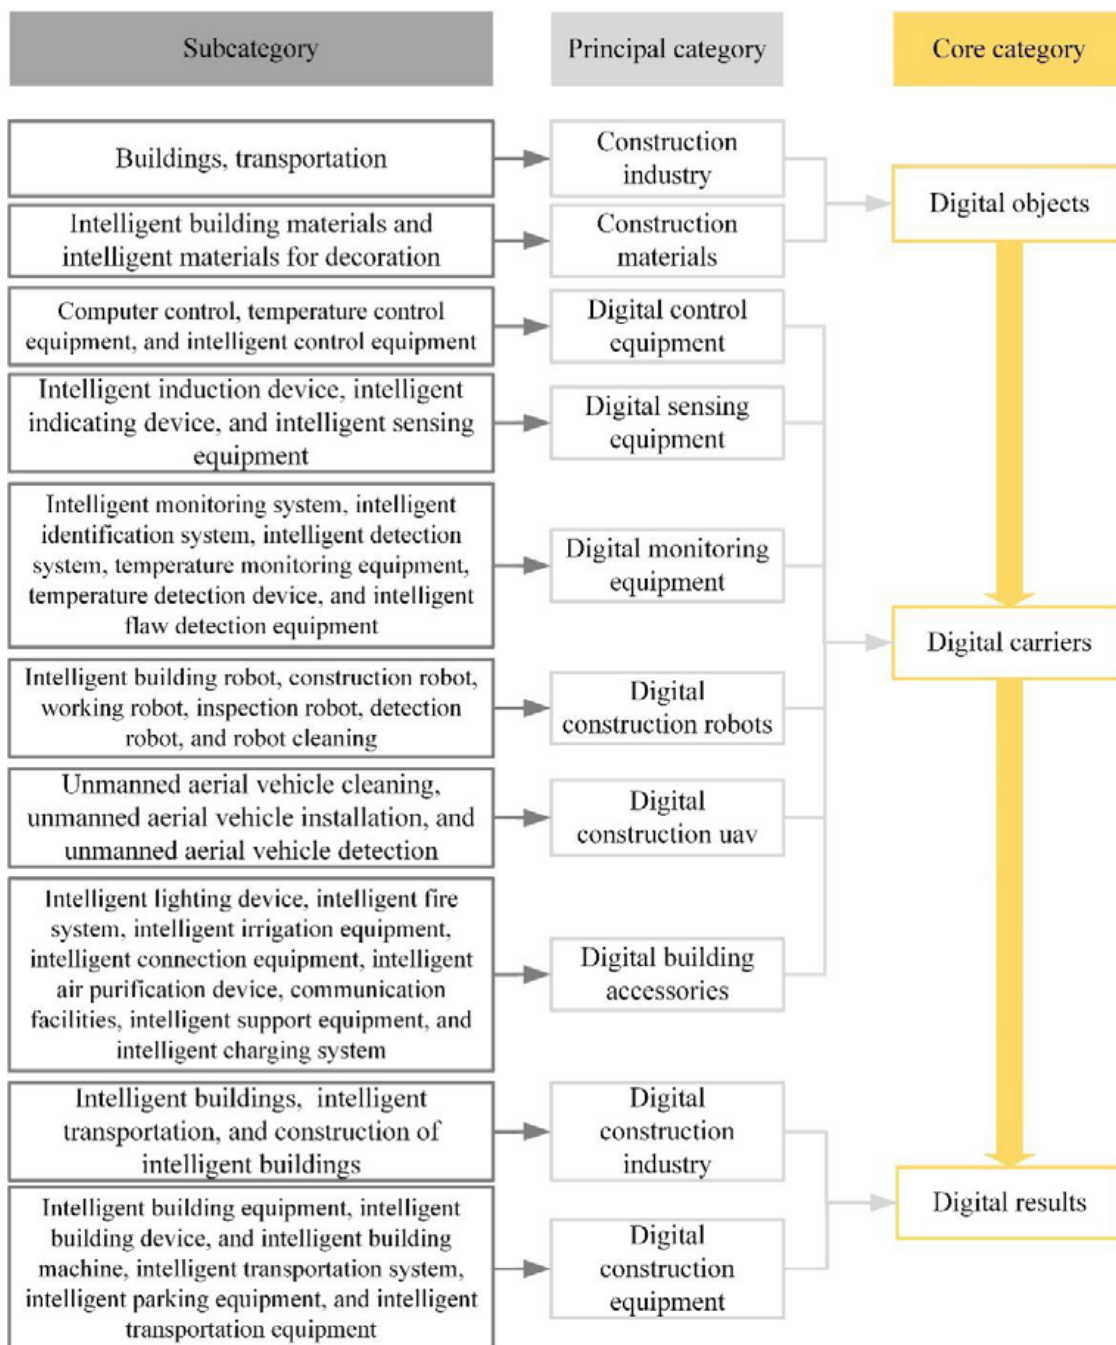 Subcategory
Principal category
Core category
Buildings, transportation
Construction
industry
Digital objects
Intelligent building materials and
intelligent materials for decoration
Construction
materials
Computer control, temperature control
equipment, and intelligent control equipment
Digital control
equipment
Intelligent induction device, intelligent
indicating device, and intelligent sensing
equipment
Digital sensing
equipment
Intelligent monitoring system, intelligent
identification system, intelligent detection
system, temperature monitoring equipment,
temperature detection device, and intelligent
flaw detection equipment
Digital monitoring
equipment
Digital carriers
Intelligent building robot, construction robot,
working robot, inspection robot, detection
robot, and robot cleaning
Digital
construction robots
Unmanned aerial vehicle cleaning,
unmanned aerial vehicle installation, and
unmanned aerial vehicle detection
Digital
construction uav
Intelligent lighting device, intelligent fire
system, intelligent irrigation equipment,
intelligent connection equipment, intelligent
air purification device, communication
facilities, intelligent support equipment, and
intelligent charging system
Digital building
accessories
Intelligent buildings, intelligent
transportation, and construction of
intelligent buildings
Digital
construction
industry
Digital results
Intelligent building equipment, intelligent
building device, and intelligent building
machine, intelligent transportation system,
intelligent parking equipment, and intelligent
transportation equipment
Digital
construction
equipment